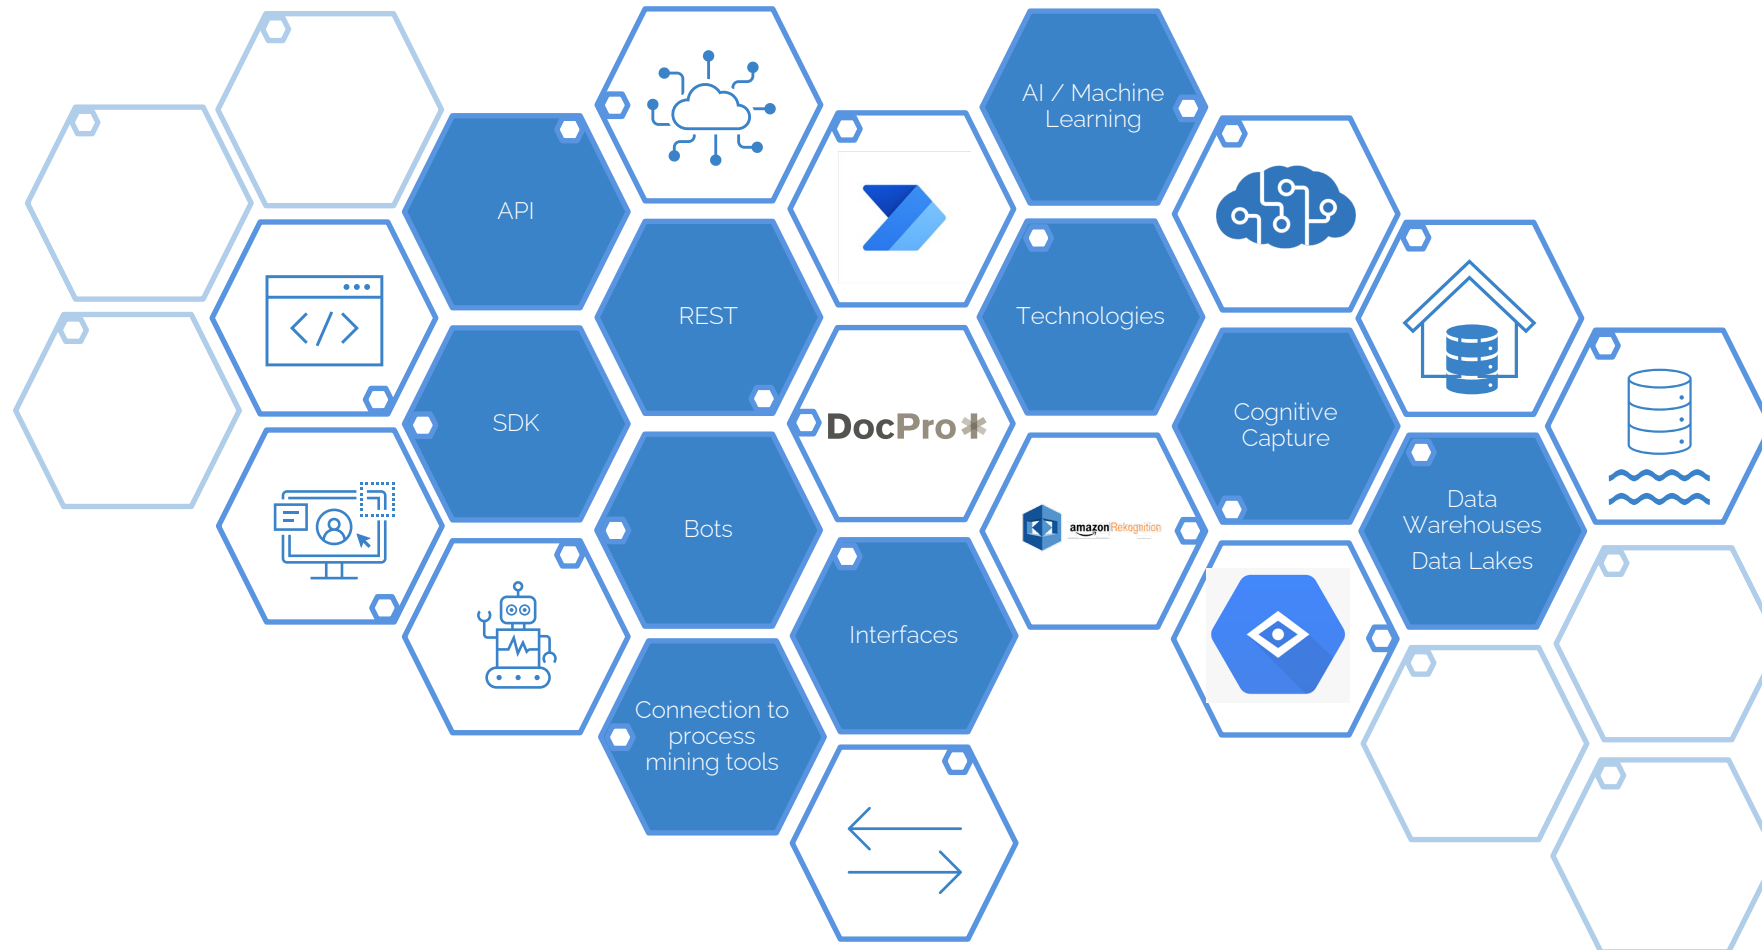 AI / Machine
Learning
API
REST
Technologies
SDK
DocPro*
Cognitive
Capture
Bots
amazon Rekognition
Data
Warehouses
Data Lakes
Interfaces
Connection to
process
mining tools